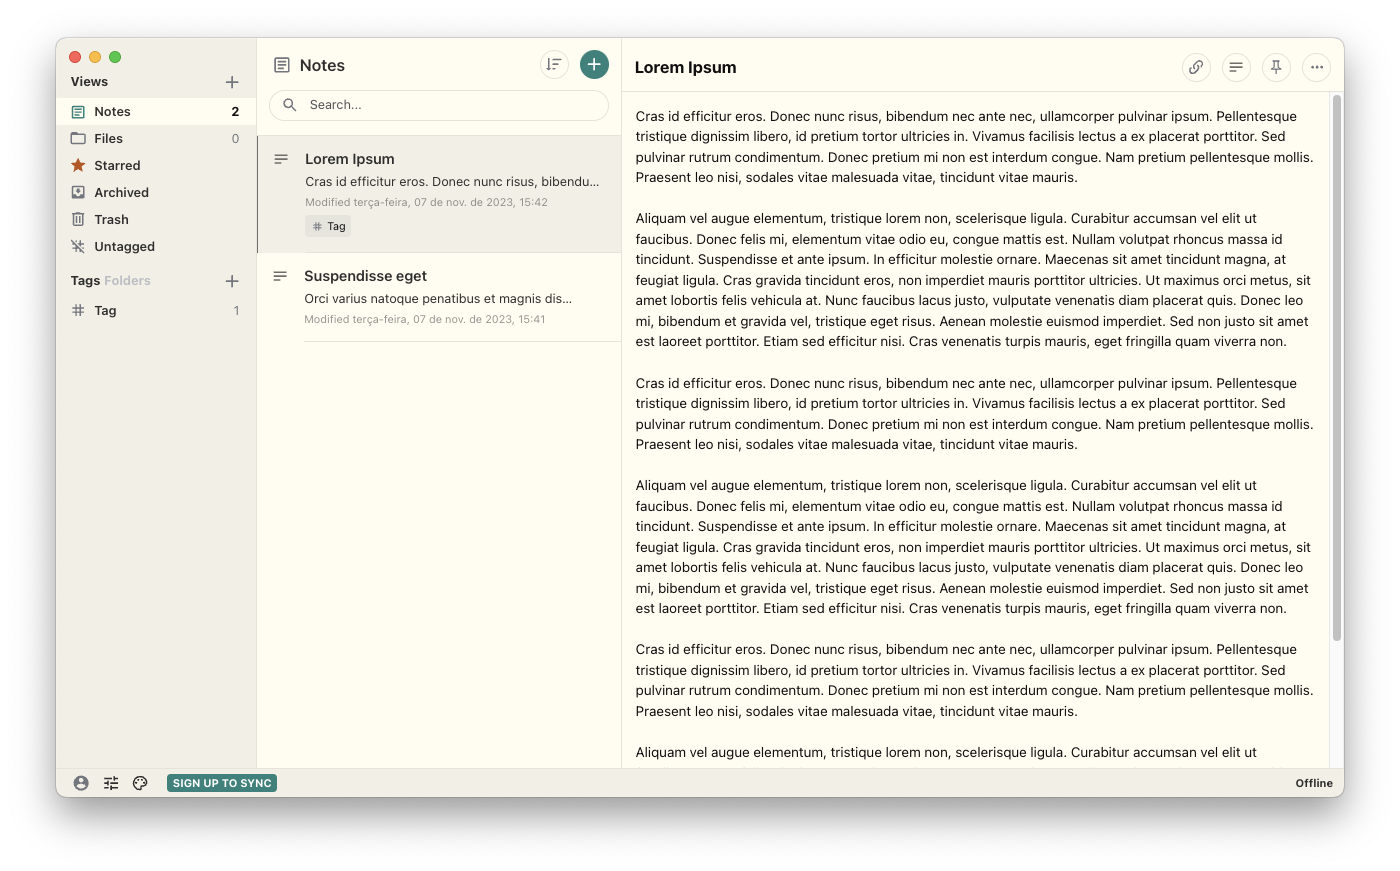 Views
Notes 2
Files 0
Starred
Archived
Trash
Untagged
Tags Folders
Tag 1
Notes
Search...
Lorem Ipsum
Cras id efficitur eros. Donec nunc risus, bibendu...
Modified terça-feira, 07 de nov. de 2023, 15:42
Tag
Suspendisse eget
Orci varius natoque penatibus et magnis dis...
Modified terça-feira, 07 de nov. de 2023, 15:41
Lorem Ipsum
Cras id efficitur eros. Donec nunc risus, bibendum nec ante nec, ullamcorper pulvinar ipsum. Pellentesque
tristique dignissim libero, id pretium tortor ultricies in. Vivamus facilisis lectus a ex placerat porttitor. Sed
pulvinar rutrum condimentum. Donec pretium mi non est interdum congue. Nam pretium pellentesque mollis.
Praesent leo nisi, sodales vitae malesuada vitae, tincidunt vitae mauris.
Aliquam vel augue elementum, tristique lorem non, scelerisque ligula. Curabitur accumsan vel elit ut
faucibus. Donec felis mi, elementum vitae odio eu, congue mattis est. Nullam volutpat rhoncus massa id
tincidunt. Suspendisse et ante ipsum. In efficitur molestie ornare. Maecenas sit amet tincidunt magna, at
feugiat ligula. Cras gravida tincidunt eros, non imperdiet mauris porttitor ultricies. Ut maximus orci metus, sit
amet lobortis felis vehicula at. Nunc faucibus lacus justo, vulputate venenatis diam placerat quis. Donec leo
mi, bibendum et gravida vel, tristique eget risus. Aenean molestie euismod imperdiet. Sed non justo sit amet
est laoreet porttitor. Etiam sed efficitur nisi. Cras venenatis turpis mauris, eget fringilla quam viverra non.
Cras id efficitur eros. Donec nunc risus, bibendum nec ante nec, ullamcorper pulvinar ipsum. Pellentesque
tristique dignissim libero, id pretium tortor ultricies in. Vivamus facilisis lectus a ex placerat porttitor. Sed
pulvinar rutrum condimentum. Donec pretium mi non est interdum congue. Nam pretium pellentesque mollis.
Praesent leo nisi, sodales vitae malesuada vitae, tincidunt vitae mauris.
Aliquam vel augue elementum, tristique lorem non, scelerisque ligula. Curabitur accumsan vel elit ut
faucibus. Donec felis mi, elementum vitae odio eu, congue mattis est. Nullam volutpat rhoncus massa id
tincidunt. Suspendisse et ante ipsum. In efficitur molestie ornare. Maecenas sit amet tincidunt magna, at
feugiat ligula. Cras gravida tincidunt eros, non imperdiet mauris porttitor ultricies. Ut maximus orci metus, sit
amet lobortis felis vehicula at. Nunc faucibus lacus justo, vulputate venenatis diam placerat quis. Donec leo
mi, bibendum et gravida vel, tristique eget risus. Aenean molestie euismod imperdiet. Sed non justo sit amet
est laoreet porttitor. Etiam sed efficitur nisi. Cras venenatis turpis mauris, eget fringilla quam viverra non.
Cras id efficitur eros. Donec nunc risus, bibendum nec ante nec, ullamcorper pulvinar ipsum. Pellentesque
tristique dignissim libero, id pretium tortor ultricies in. Vivamus facilisis lectus a ex placerat porttitor. Sed
pulvinar rutrum condimentum. Donec pretium mi non est interdum congue. Nam pretium pellentesque mollis.
Praesent leo nisi, sodales vitae malesuada vitae, tincidunt vitae mauris.
Aliquam vel augue elementum, tristique lorem non, scelerisque ligula. Curabitur accumsan vel elit ut
SIGN UP TO SYNC
Offline